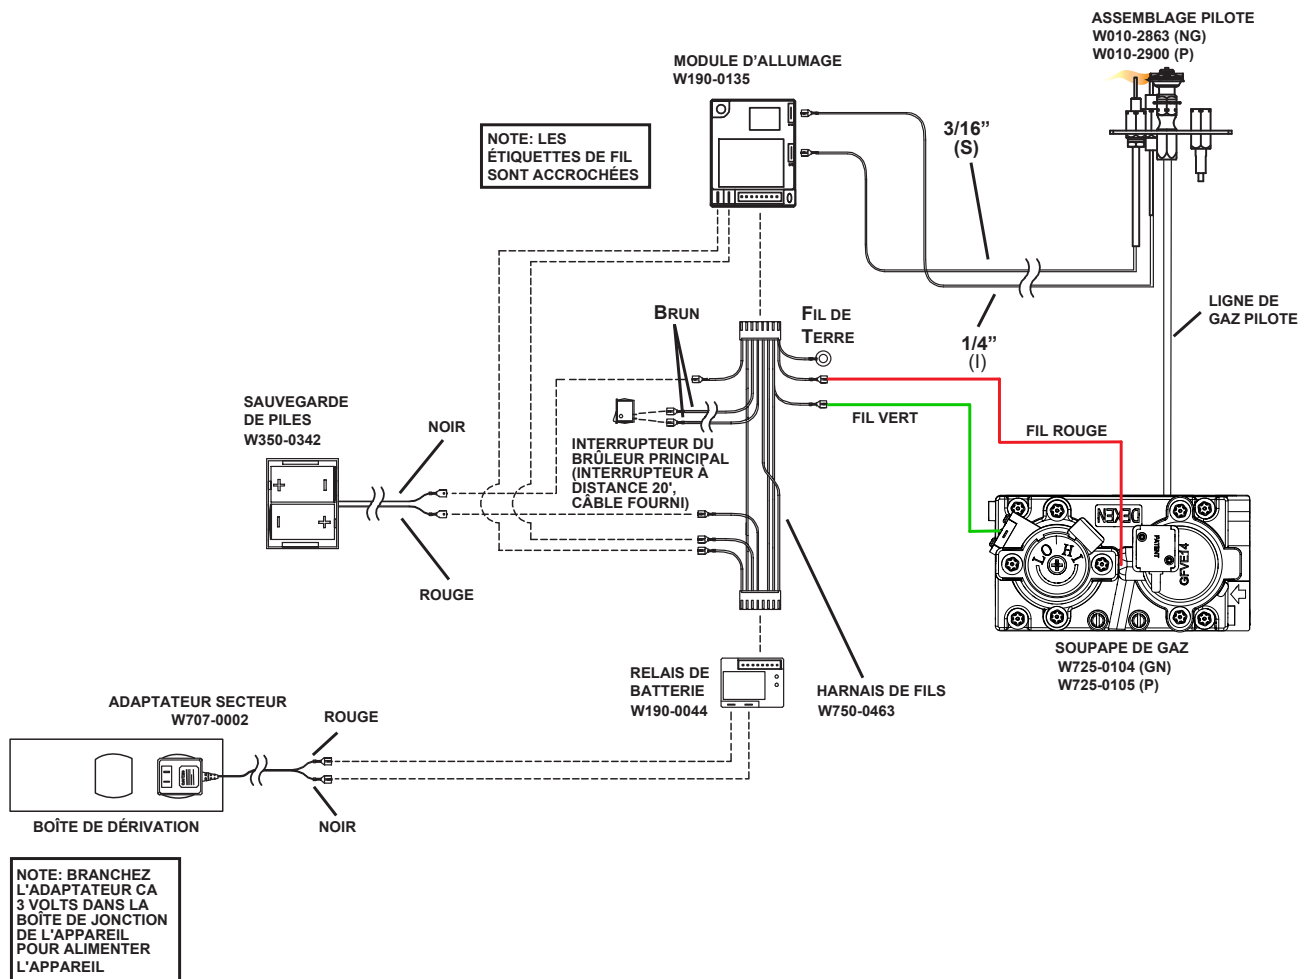 ASSEMBLAGE PILOTE
W010-2863 (NG)
W010-2900 (P)
MODULE D'ALLUMAGE
W190-0135
NOTE: LES
ÉTIQUETTES DE FIL
SONT ACCROCHÉES
3/16”
(S)
1/4”
(I)
LIGNE DE
GAZ PILOTE
BRUN
FIL DE
TERRE
FIL VERT
FIL ROUGE
SAUVEGARDE
DE PILES
W350-0342
NOIR
ROUGE
INTERRUPTEUR DU
BRÛLEUR PRINCIPAL
(INTERRUPTEUR À
DISTANCE 20',
CÂBLE FOURNI)
DEXEN
LO HI
PATENT
GFVE14
SOUPAPE DE GAZ
W725-0104 (GN)
W725-0105 (P)
RELAIS DE
BATTERIE
W190-0044
HARNAIS DE FILS
W750-0463
ADAPTATEUR SECTEUR
W707-0002
ROUGE
NOIR
BOÎTE DE DÉRIVATION
NOTE: BRANCHEZ
L'ADAPTATEUR CA
3 VOLTS DANS LA
BOÎTE DE JONCTION
DE L'APPAREIL
POUR ALIMENTER
L'APPAREIL